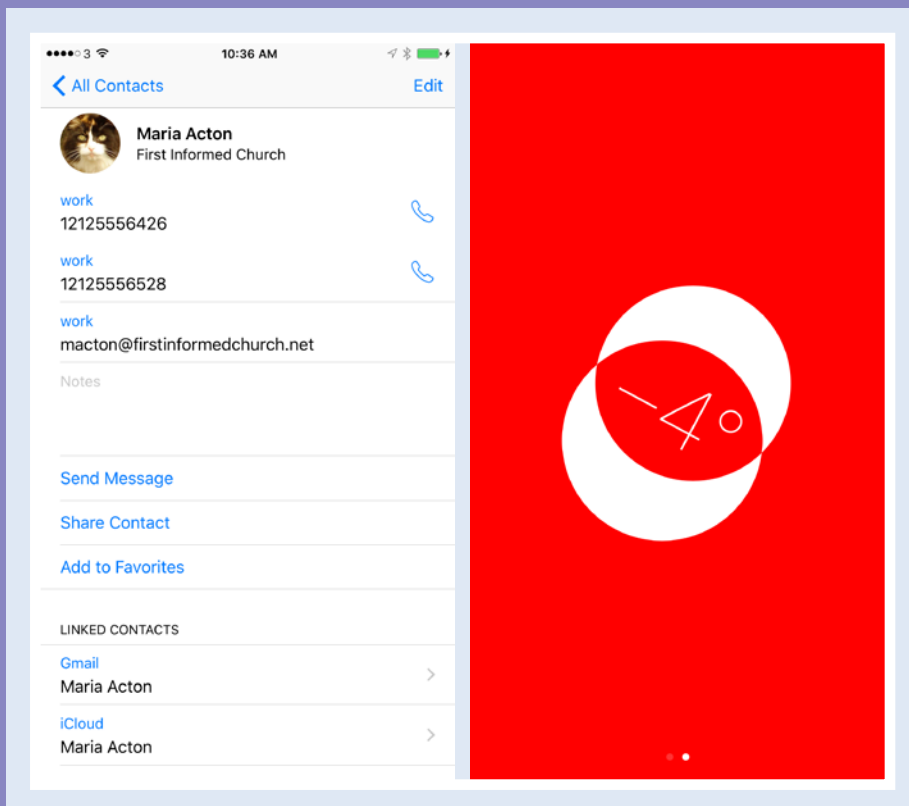 3 10:36 AM
All Contacts Edit
Maria Acton
First Informed Church
work
12125556426
work
12125556528
work
macton@firstinformedchurch.net
Notes
Send Message
Share Contact
Add to Favorites
LINKED CONTACTS
Gmail
Maria Acton
iCloud
Maria Acton
−4°